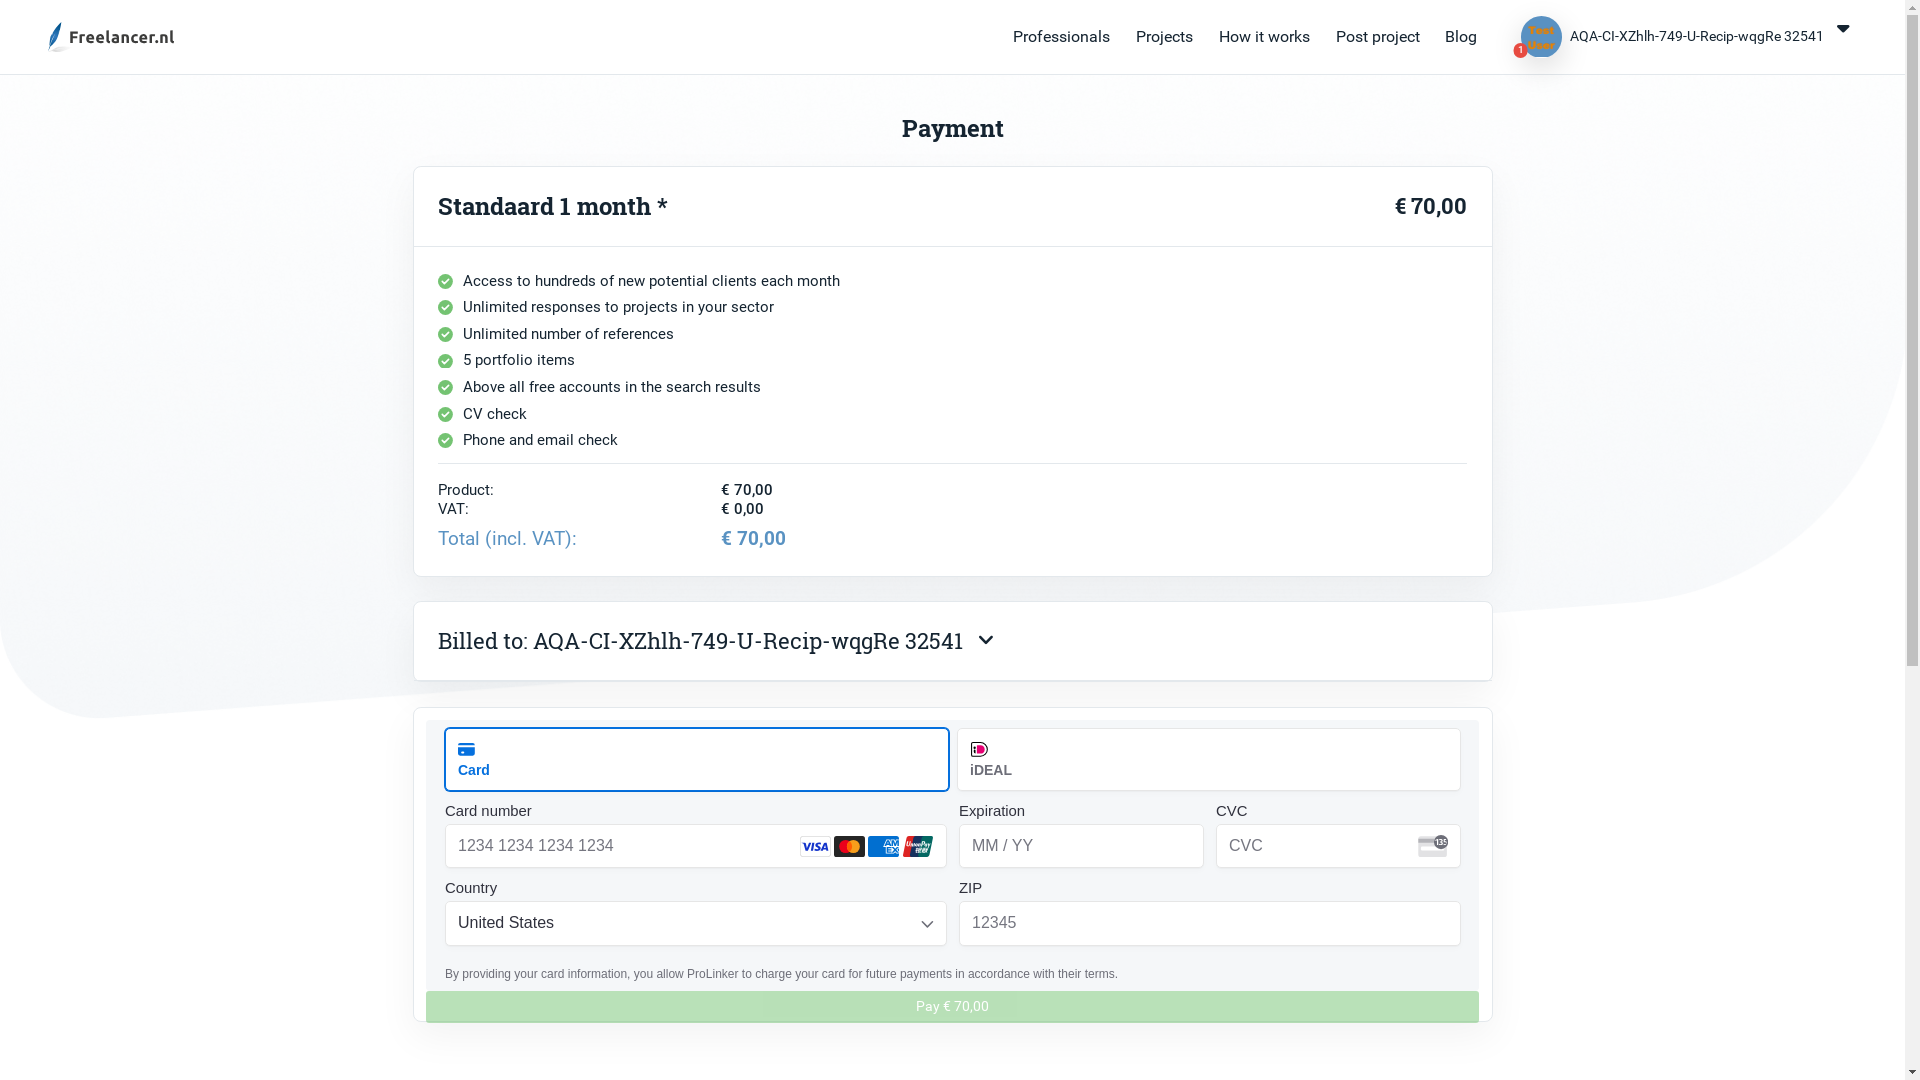 Freelancer.nl
Professionals
Projects
How it works
Post project
Blog
Test
User
1
AQA-CI-XZhlh-749-U-Recip-wqgRe 32541
Payment
Standaard 1 month *
€ 70,00
Access to hundreds of new potential clients each month
Unlimited responses to projects in your sector
Unlimited number of references
5 portfolio items
Above all free accounts in the search results
CV check
Phone and email check
Product: € 70,00
VAT: € 0,00
Total (incl. VAT): € 70,00
Billed to: AQA-CI-XZhlh-749-U-Recip-wqgRe 32541
Card
iDEAL
Card number
Expiration
CVC
1234 1234 1234 1234
VISA
AM
EX
UnionPay
MM / YY
CVC
135
Country
ZIP
United States
12345
By providing your card information, you allow ProLinker to charge your card for future payments in accordance with their terms.
Pay € 70,00